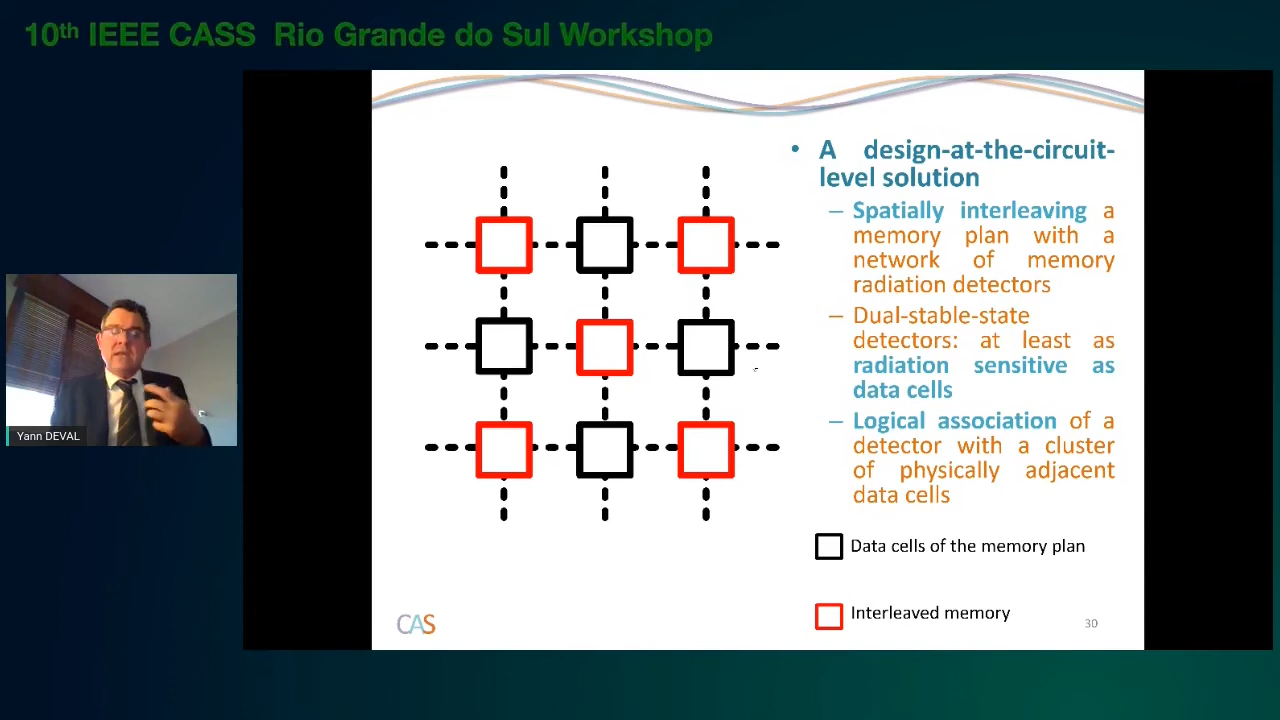 10th IEEE CASS Rio Grande do Sul Workshop
• A design-at-the-circuit-
level solution
– Spatially interleaving a
memory plan with a
network of memory
radiation detectors
– Dual-stable-state
detectors: at least as
radiation sensitive as
data cells
– Logical association of a
detector with a cluster
of physically adjacent
data cells
Data cells of the memory plan
Interleaved memory
CAS
30
Yann DEVAL